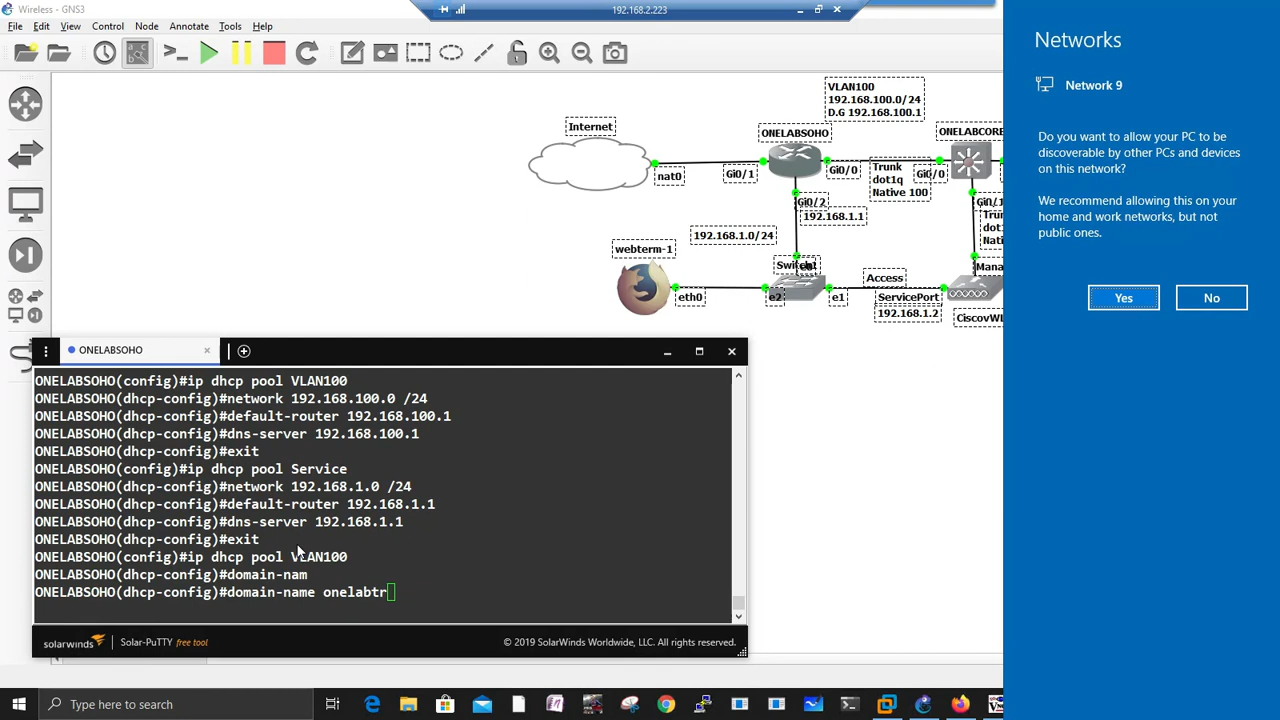 Wireless - GNS3
192.168.2.223
File Edit View Control Node Annotate Tools Help
VLAN100
192.168.100.0/24
D.G 192.168.100.1
Internet
ONELABSOHO
ONELABCORE
nat0
Gi0/1
Gi0/0
Trunk
dot1q
Native 100
Gi0/0
Gi0/2
192.168.1.1
Gi0/1
Trun
dot1
Nati
192.168.1.0/24
webterm-1
Mana
Access
eth0
e2
e1
ServicePort
192.168.1.2
CiscovWL
ONELABSOHO
ONELABSOHO(config)#ip dhcp pool VLAN100
ONELABSOHO(dhcp-config)#network 192.168.100.0 /24
ONELABSOHO(dhcp-config)#default-router 192.168.100.1
ONELABSOHO(dhcp-config)#dns-server 192.168.100.1
ONELABSOHO(dhcp-config)#exit
ONELABSOHO(config)#ip dhcp pool Service
ONELABSOHO(dhcp-config)#network 192.168.1.0 /24
ONELABSOHO(dhcp-config)#default-router 192.168.1.1
ONELABSOHO(dhcp-config)#dns-server 192.168.1.1
ONELABSOHO(dhcp-config)#exit
ONELABSOHO(config)#ip dhcp pool VLAN100
ONELABSOHO(dhcp-config)#domain-nam
ONELABSOHO(dhcp-config)#domain-name onelabtr
solarwinds Solar-PuTTY free tool
© 2019 SolarWinds Worldwide, LLC. All rights reserved.
Networks
Network 9
Do you want to allow your PC to be
discoverable by other PCs and devices
on this network?
We recommend allowing this on your
home and work networks, but not
public ones.
Yes
No
Type here to search